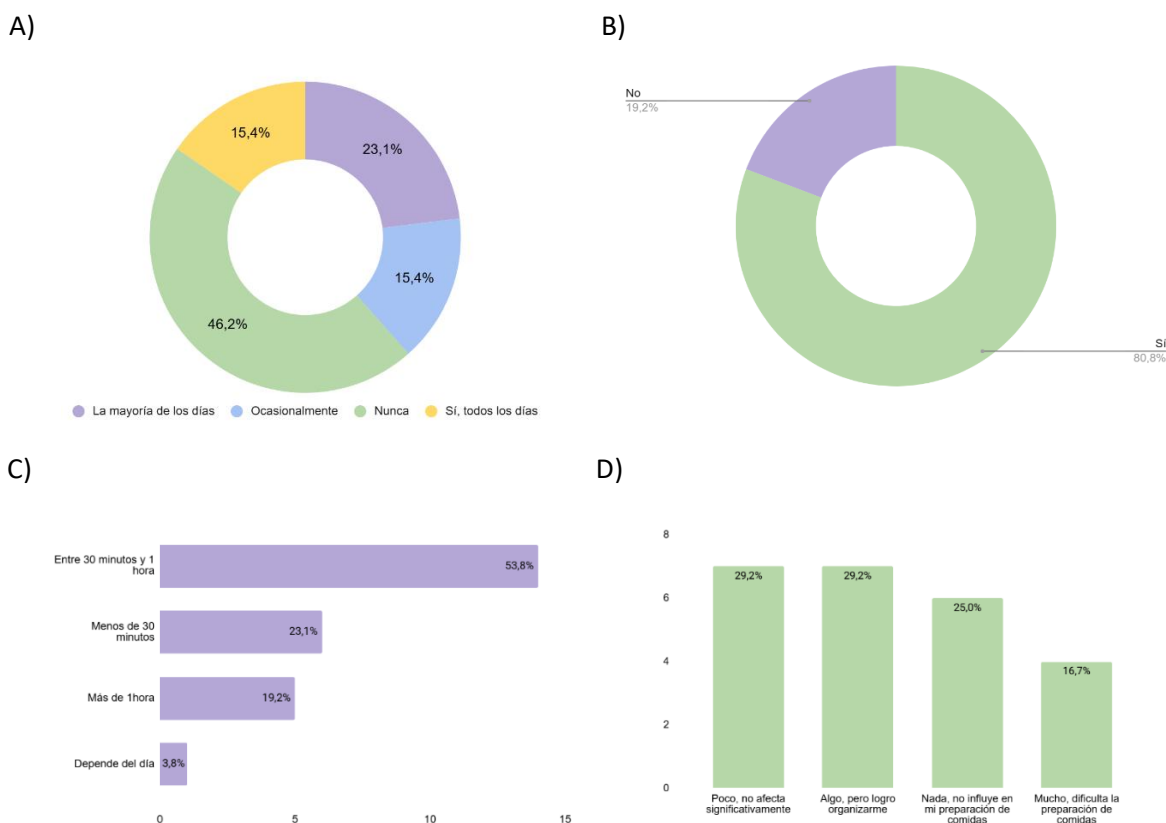 A)
15,4%
23,1%
15,4%
46,2%
La mayoría de los días
Ocasionalmente
Nunca
Sí, todos los días
B)
No
19,2%
Sí
80,8%
C)
Entre 30 minutos y 1
hora
53,8%
Menos de 30
minutos
23,1%
Más de 1hora
19,2%
Depende del día
3,8%
0
5
10
15
D)
8
6
4
2
0
29,2%
29,2%
25,0%
16,7%
Poco, no afecta
significativamente
Algo, pero logro
organizarme
Nada, no influye en
mi preparación de
comidas
Mucho, dificulta la
preparación de
comidas